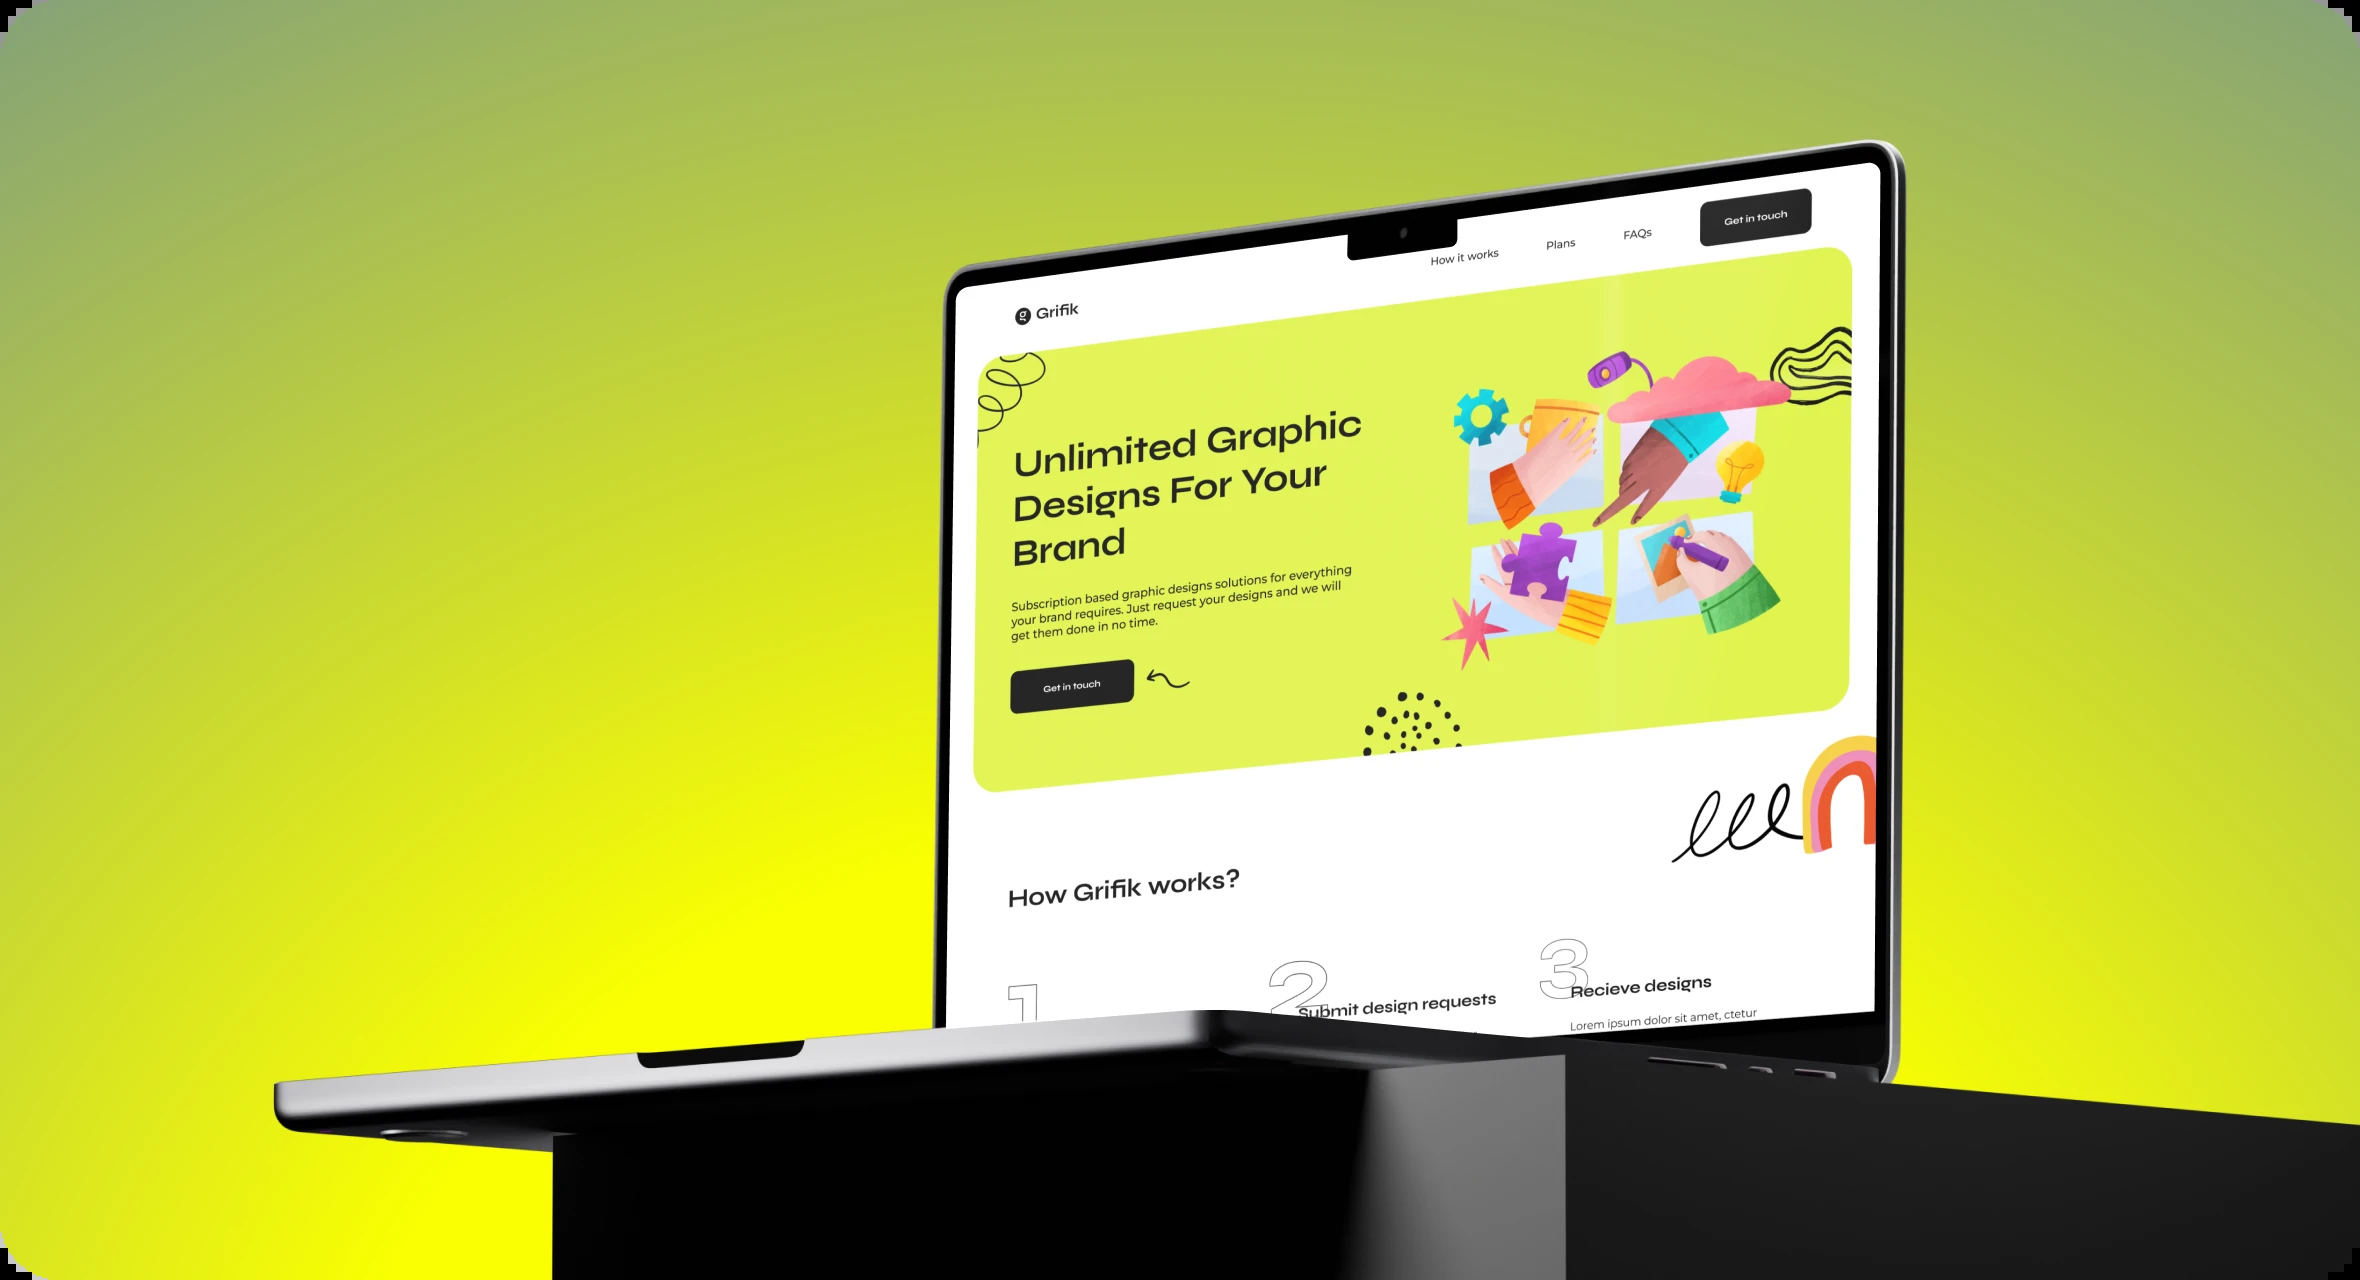 How it works
Plans
FAQs
Get in touch
g Grifik
Unlimited Graphic
Designs For Your
Brand
Subscription based graphic designs solutions for everything
your brand requires. Just request your designs and we will
get them done in no time.
Get in touch
How Grifik works?
1
2
Submit design requests
3
Recieve designs
Lorem ipsum dolor sit amet, ctetur